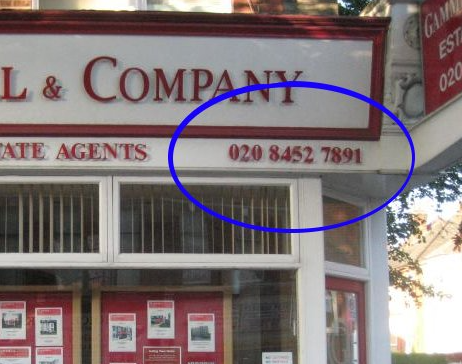 L & COMPANY
TATE AGENTS 020 8452 7891
GAMM
EST
020